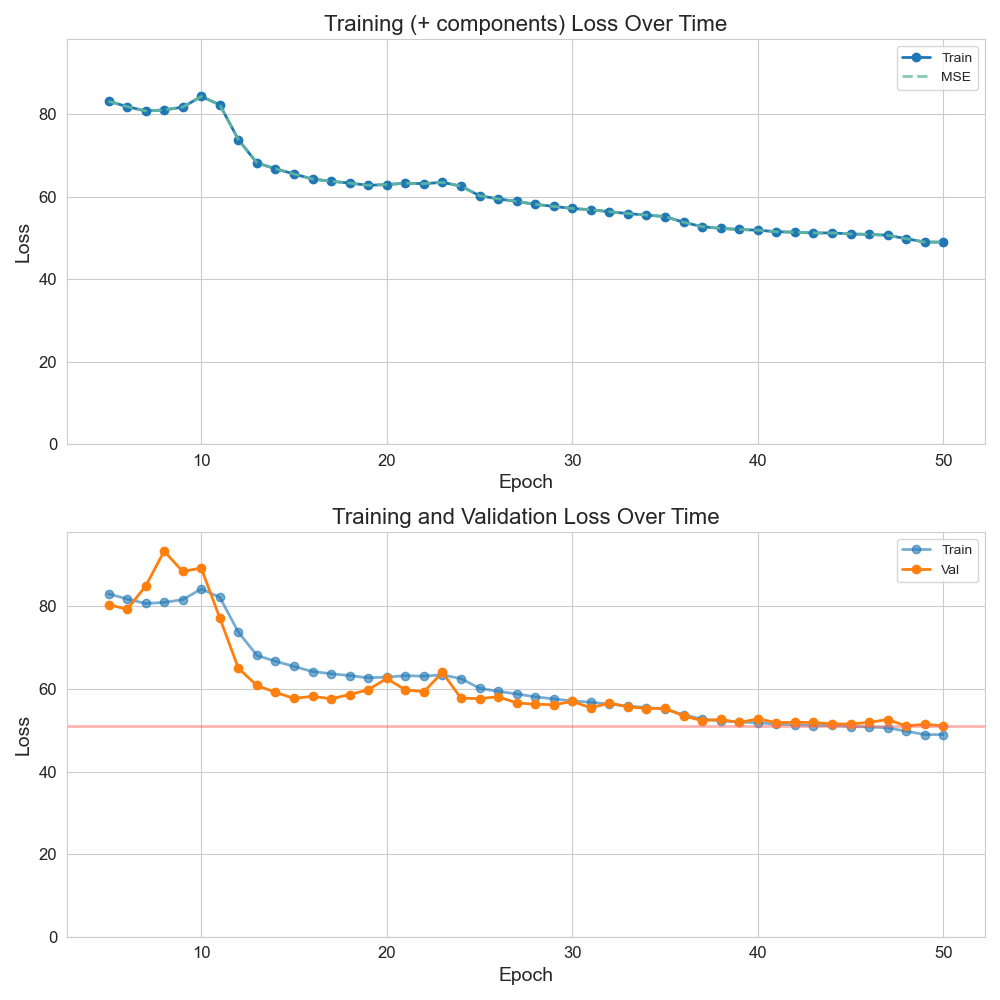 Training (+ components) Loss Over Time
Train
MSE
80
60
40
20
0
Loss
10 20 30 40 50
Epoch
Training and Validation Loss Over Time
Train
Val
80
60
40
20
0
Loss
10 20 30 40 50
Epoch